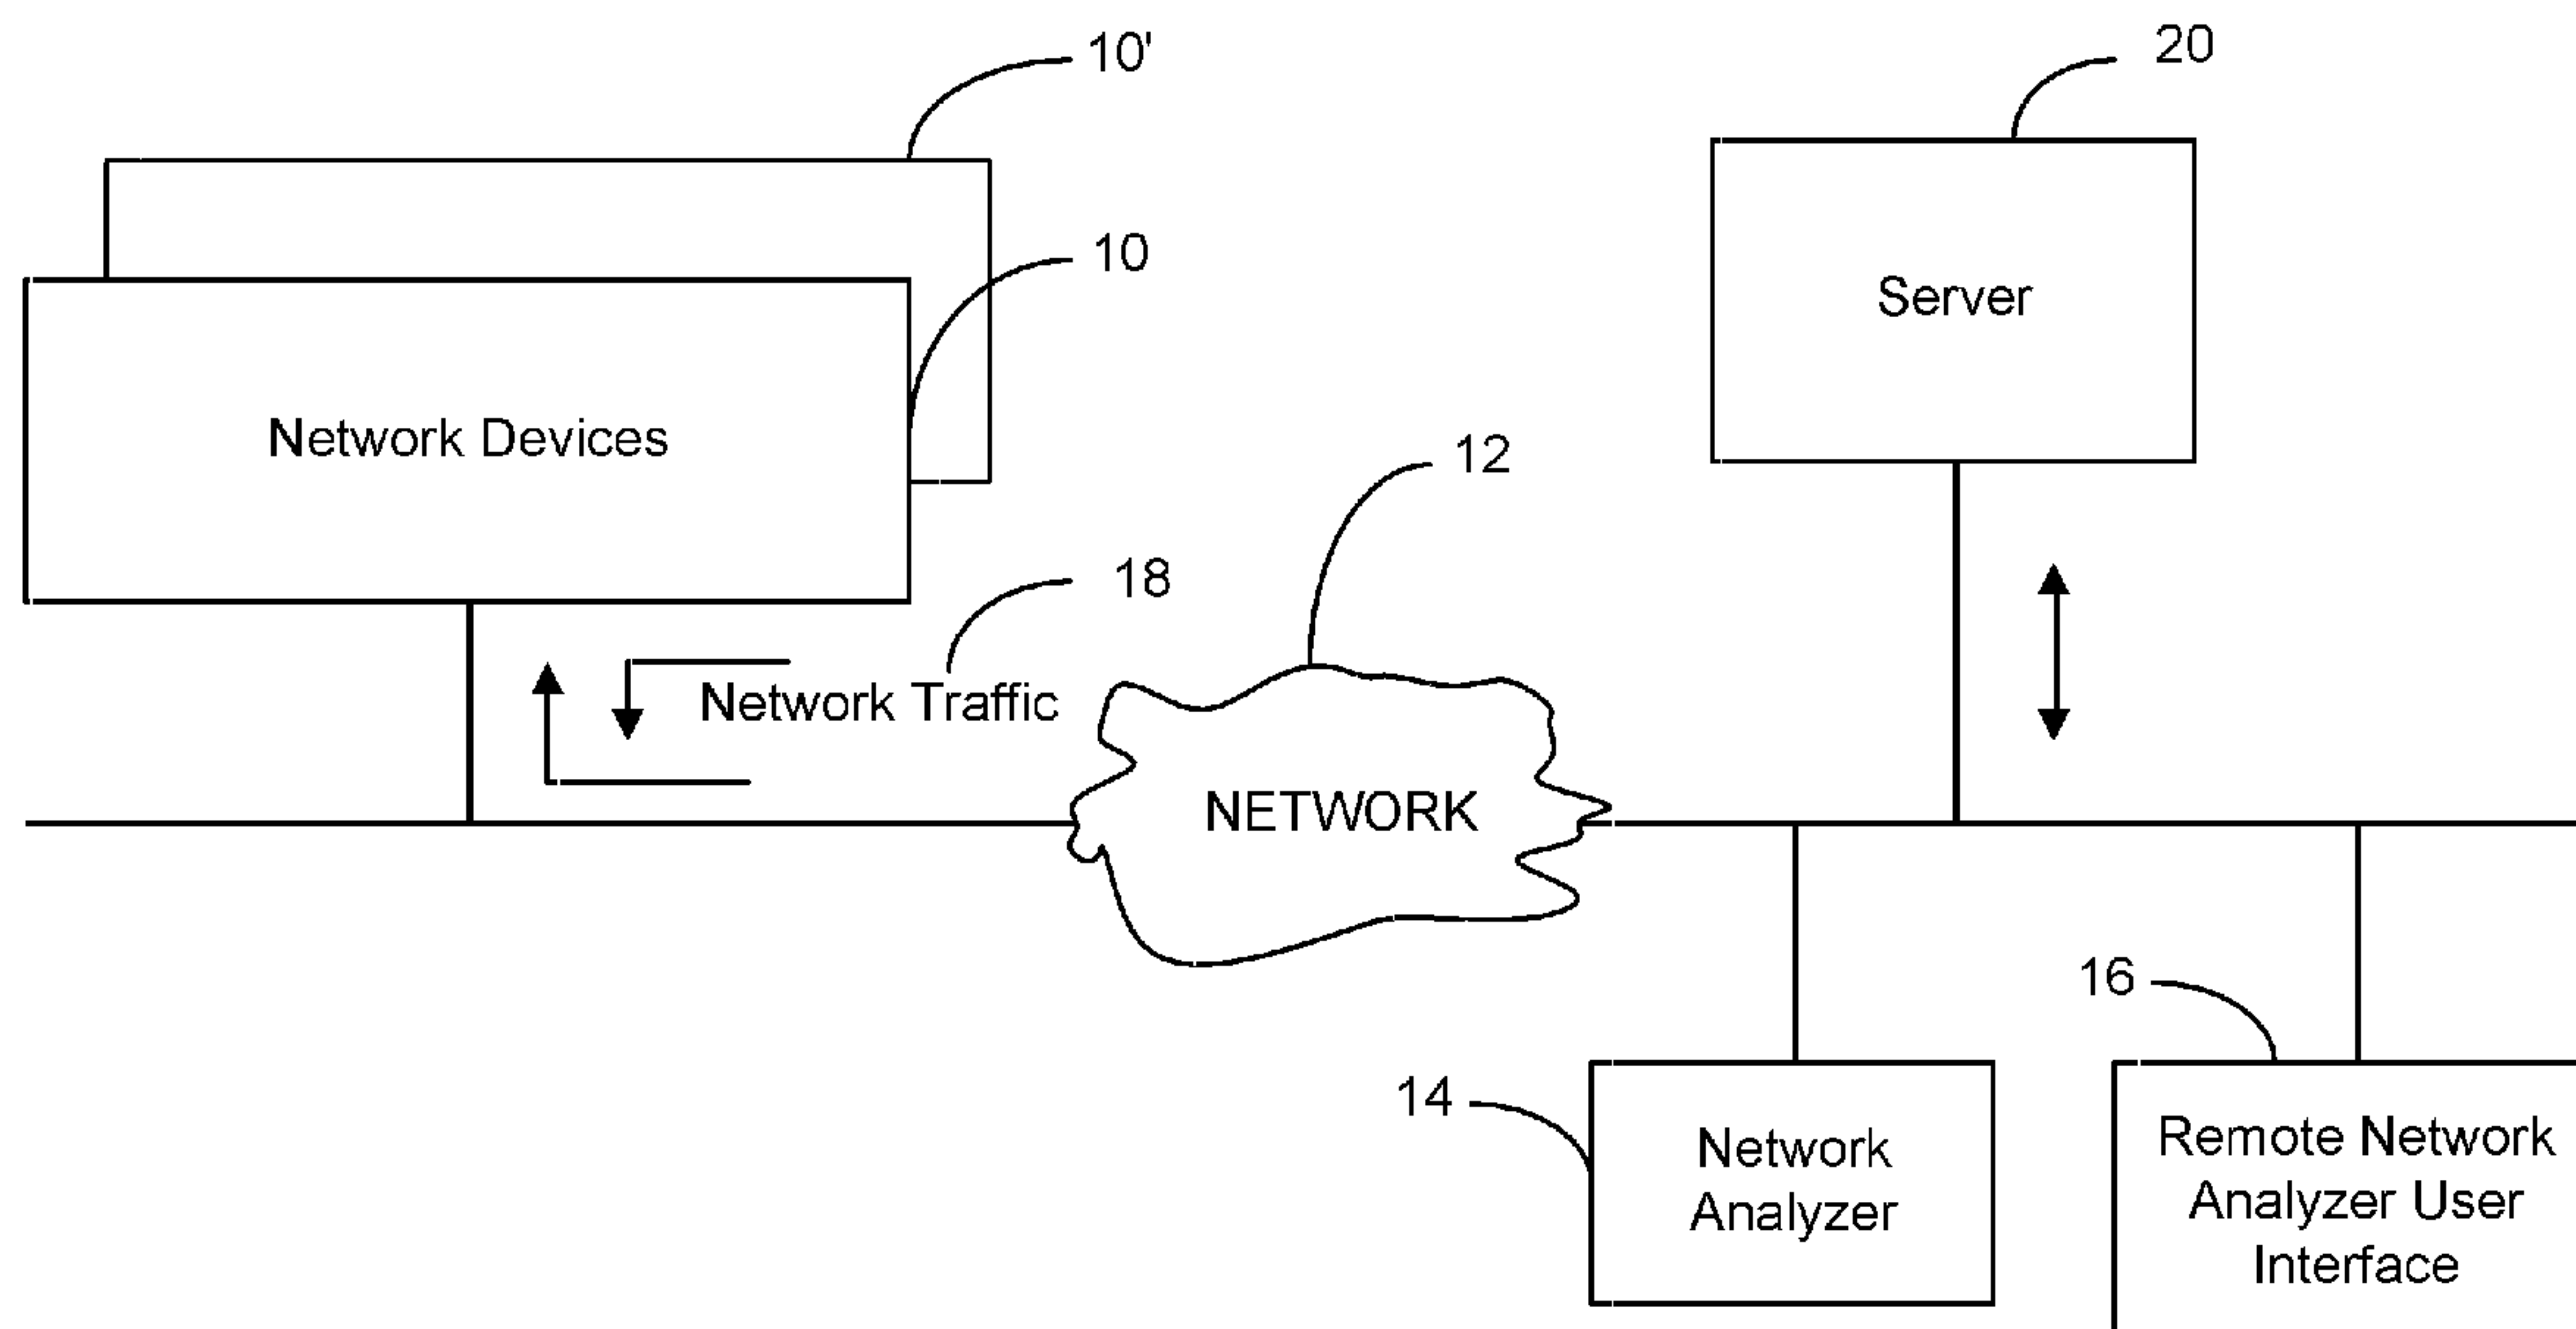 10'
20
10
Server
Network Devices
12
18
Network Traffic
NETWORK
16
14
Network
Analyzer
Remote Network
Analyzer User
Interface